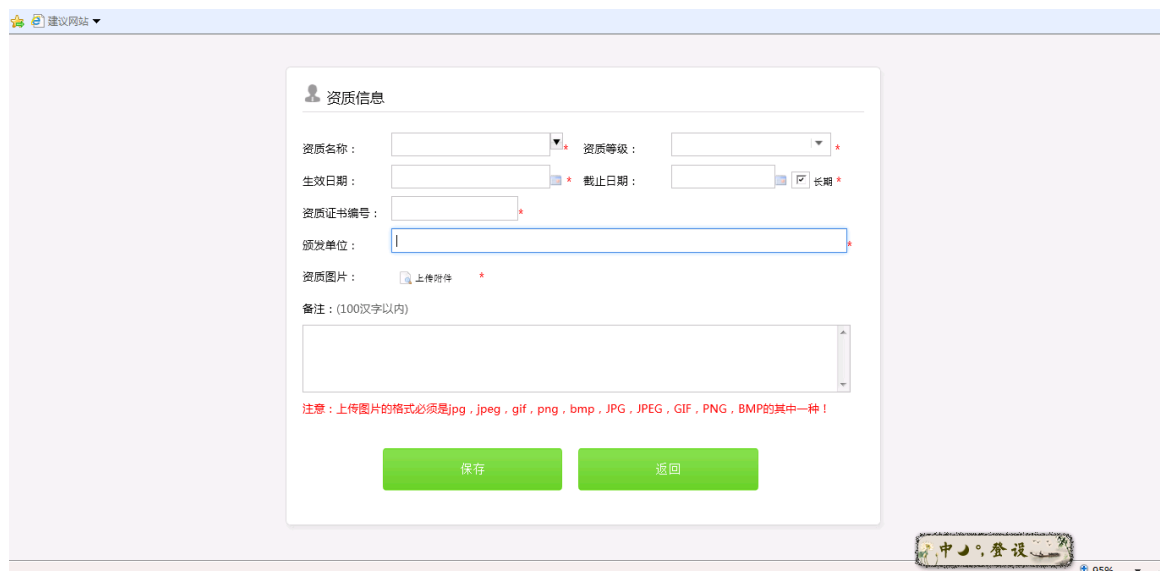 建议网站
资质信息
资质名称： * 资质等级： *
生效日期： * 截止日期： 长期 *
资质证书编号： *
颁发单位： *
资质图片： 上传附件 *
备注：(100汉字以内)
注意：上传图片的格式必须是jpg，jpeg，gif，png，bmp，JPG，JPEG，GIF，PNG，BMP的其中一种！
保存 返回
中 登 设
95%